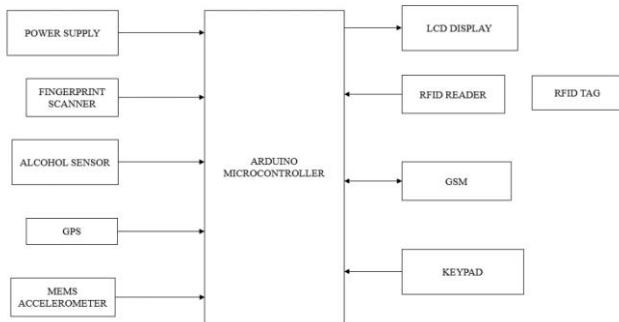 POWER SUPPLY
FINGERPRINT
SCANNER
ALCOHOL SENSOR
GPS
MEMS
ACCELEROMETER
ARDUINO
MICROCONTROLLER
LCD DISPLAY
RFID READER
RFID TAG
GSM
KEYPAD